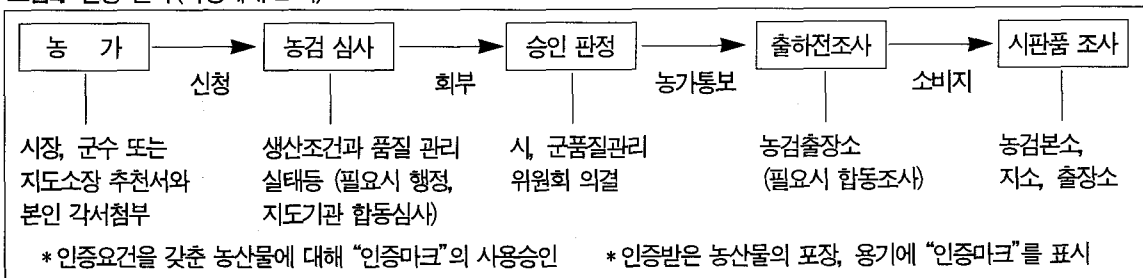 농 가 농검 심사 승인 판정 출하전조사 시판품 조사
신청 회부 농가통보 소비지
시장, 군수 또는 생산조건과 품질 관리 시, 군품질관리 농검출장소 농검본소,
지도소장 추천서와 실태등 (필요시 행정, 위원회 의결 (필요시 합동조사) 지소, 출장소
본인 각서첨부 지도기관 합동심사)
*인증요건을 갖춘 농산물에 대해 “인증마크”의 사용승인 *인증받은 농산물의 포장, 용기에 “인증마크”를 표시